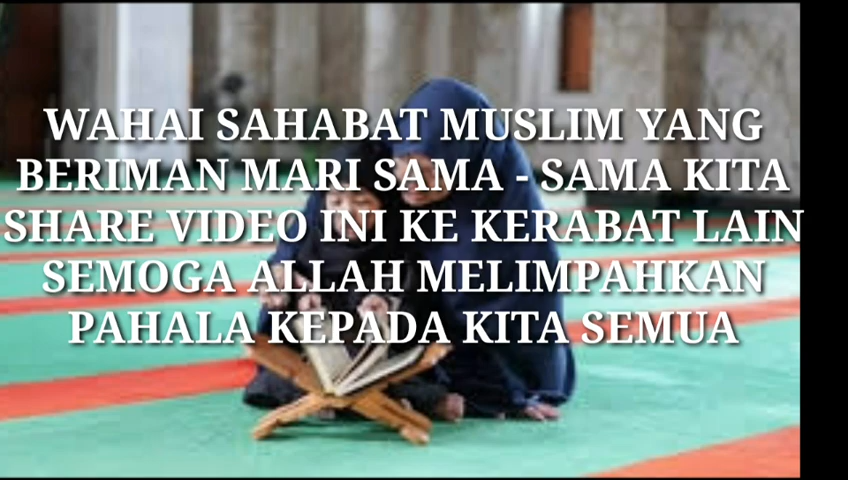 WAHAI SAHABAT MUSLIM YANG
BERIMAN MARI SAMA - SAMA KITA
SHARE VIDEO INI KE KERABAT LAIN
SEMOGA ALLAH MELIMPAHKAN
PAHALA KEPADA KITA SEMUA